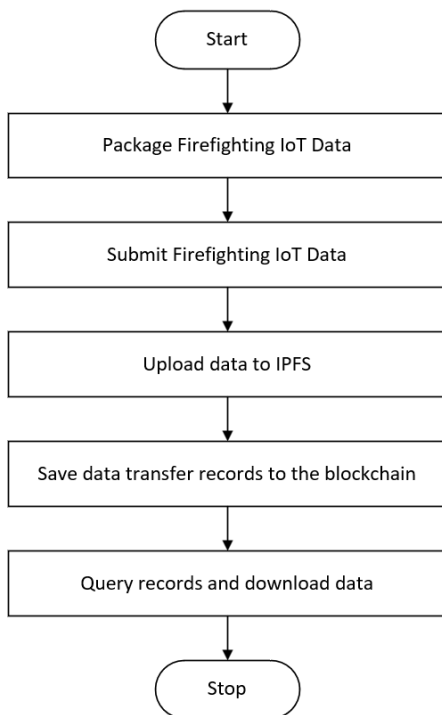 Start
Package Firefighting IoT Data
Submit Firefighting IoT Data
Upload data to IPFS
Save data transfer records to the blockchain
Query records and download data
Stop